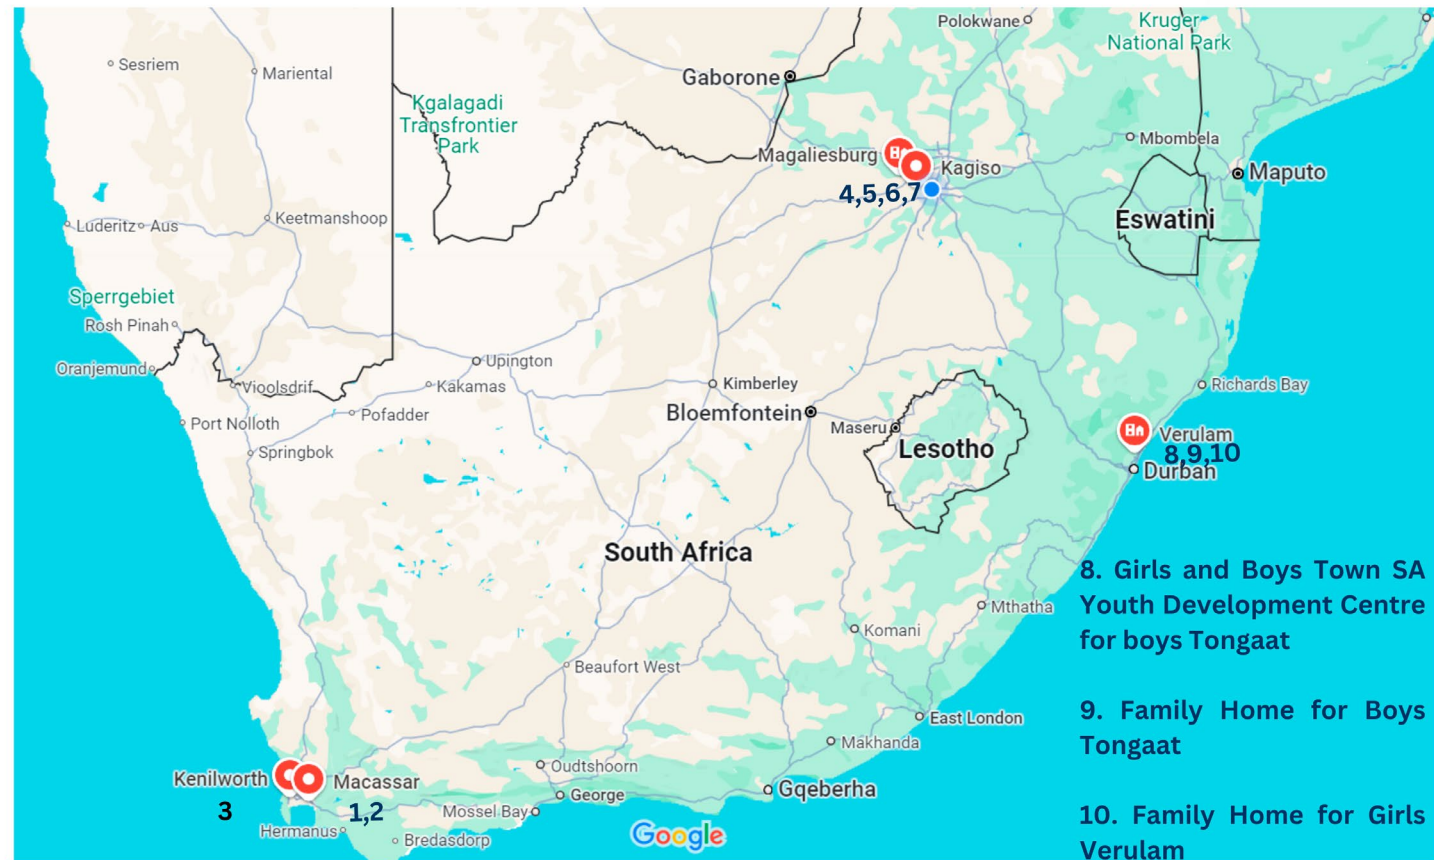 Polokwane
Kruger
National Park
Sesriem
Mariental
Gaborone
Kgalagadi
Transfrontier
Park
Mbombela
Magaliesburg
Kagiso
Maputo
4,5,6,7
Eswatini
Luderitz
Aus
Keetmanshoop
Sperrgebiet
Rosh Pinah
Oranjemund
Vioolsdrif
Upington
Kakamas
Kimberley
Richards Bay
Port Nolloth
Pofadder
Bloemfontein
Maseru
Lesotho
Verulam
8,9,10
Durban
Springbok
South Africa
8. Girls and Boys Town SA
Youth Development Centre
for boys Tongaat
Mthatha
Komani
Beaufort West
9. Family Home for Boys
Tongaat
East London
Makhanda
Kenilworth
Macassar
Oudtshoorn
George
Gqeberha
3
1,2
Mossel Bay
Hermanus
Bredasdorp
Google
10. Family Home for Girls
Verulam